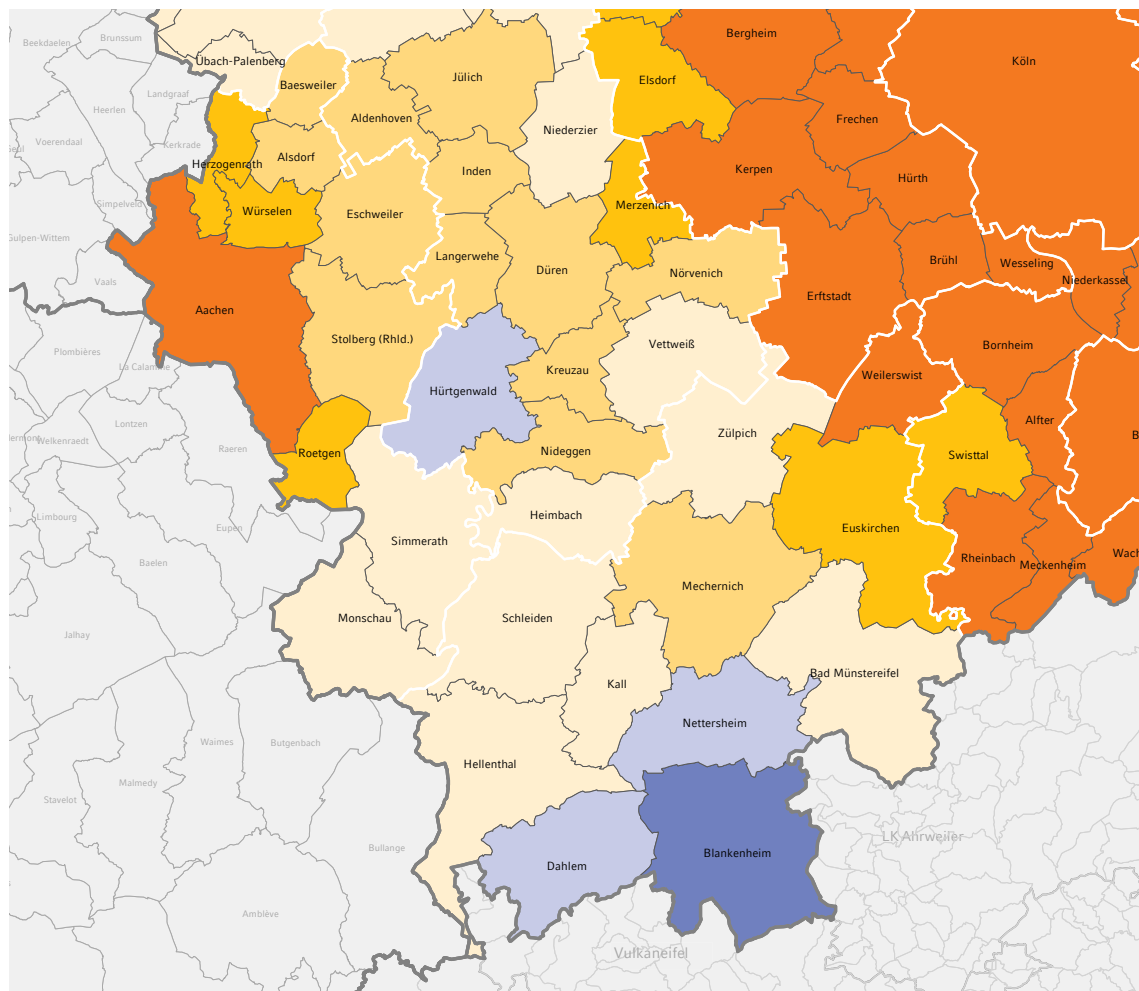 Bergheim
Brunssum
Beekdaelen
Übach-Palenberg
Köln
Jülich
Elsdorf
Baesweiler
Landgraaf
Heerlen
Aldenhoven
Frechen
Niederzier
Voerendaal
Kerkrade
Alsdorf
Herzogenrath
Kerpen
Inden
Hürth
Simpelveld
Merzenich
Würselen
Eschweiler
Gulpen-Wittem
Langerwehe
Brühl
Wesseling
Düren
Nörvenich
Vaals
Niederkassel
Erftstadt
Aachen
Stolberg (Rhld.)
Vettweiß
Bornheim
Plombières
La Calamine
Kreuzau
Weilerswist
Hürtgenwald
Alfter
Lontzen
Zülpich
Welkenraedt
Raeren
Nideggen
Roetgen
Swisttal
Heimbach
Limbourg
Eupen
Euskirchen
Simmerath
Wach
Rheinbach
Baelen
Meckenheim
Mechernich
Monschau
Schleiden
Jalhay
Bad Münstereifel
Kall
Nettersheim
Waimes
Butgenbach
Hellenthal
Malmedy
Stavelot
LK Ahrweiler
Bullange
Blankenheim
Dahlem
Amblève
Vulkaneifel